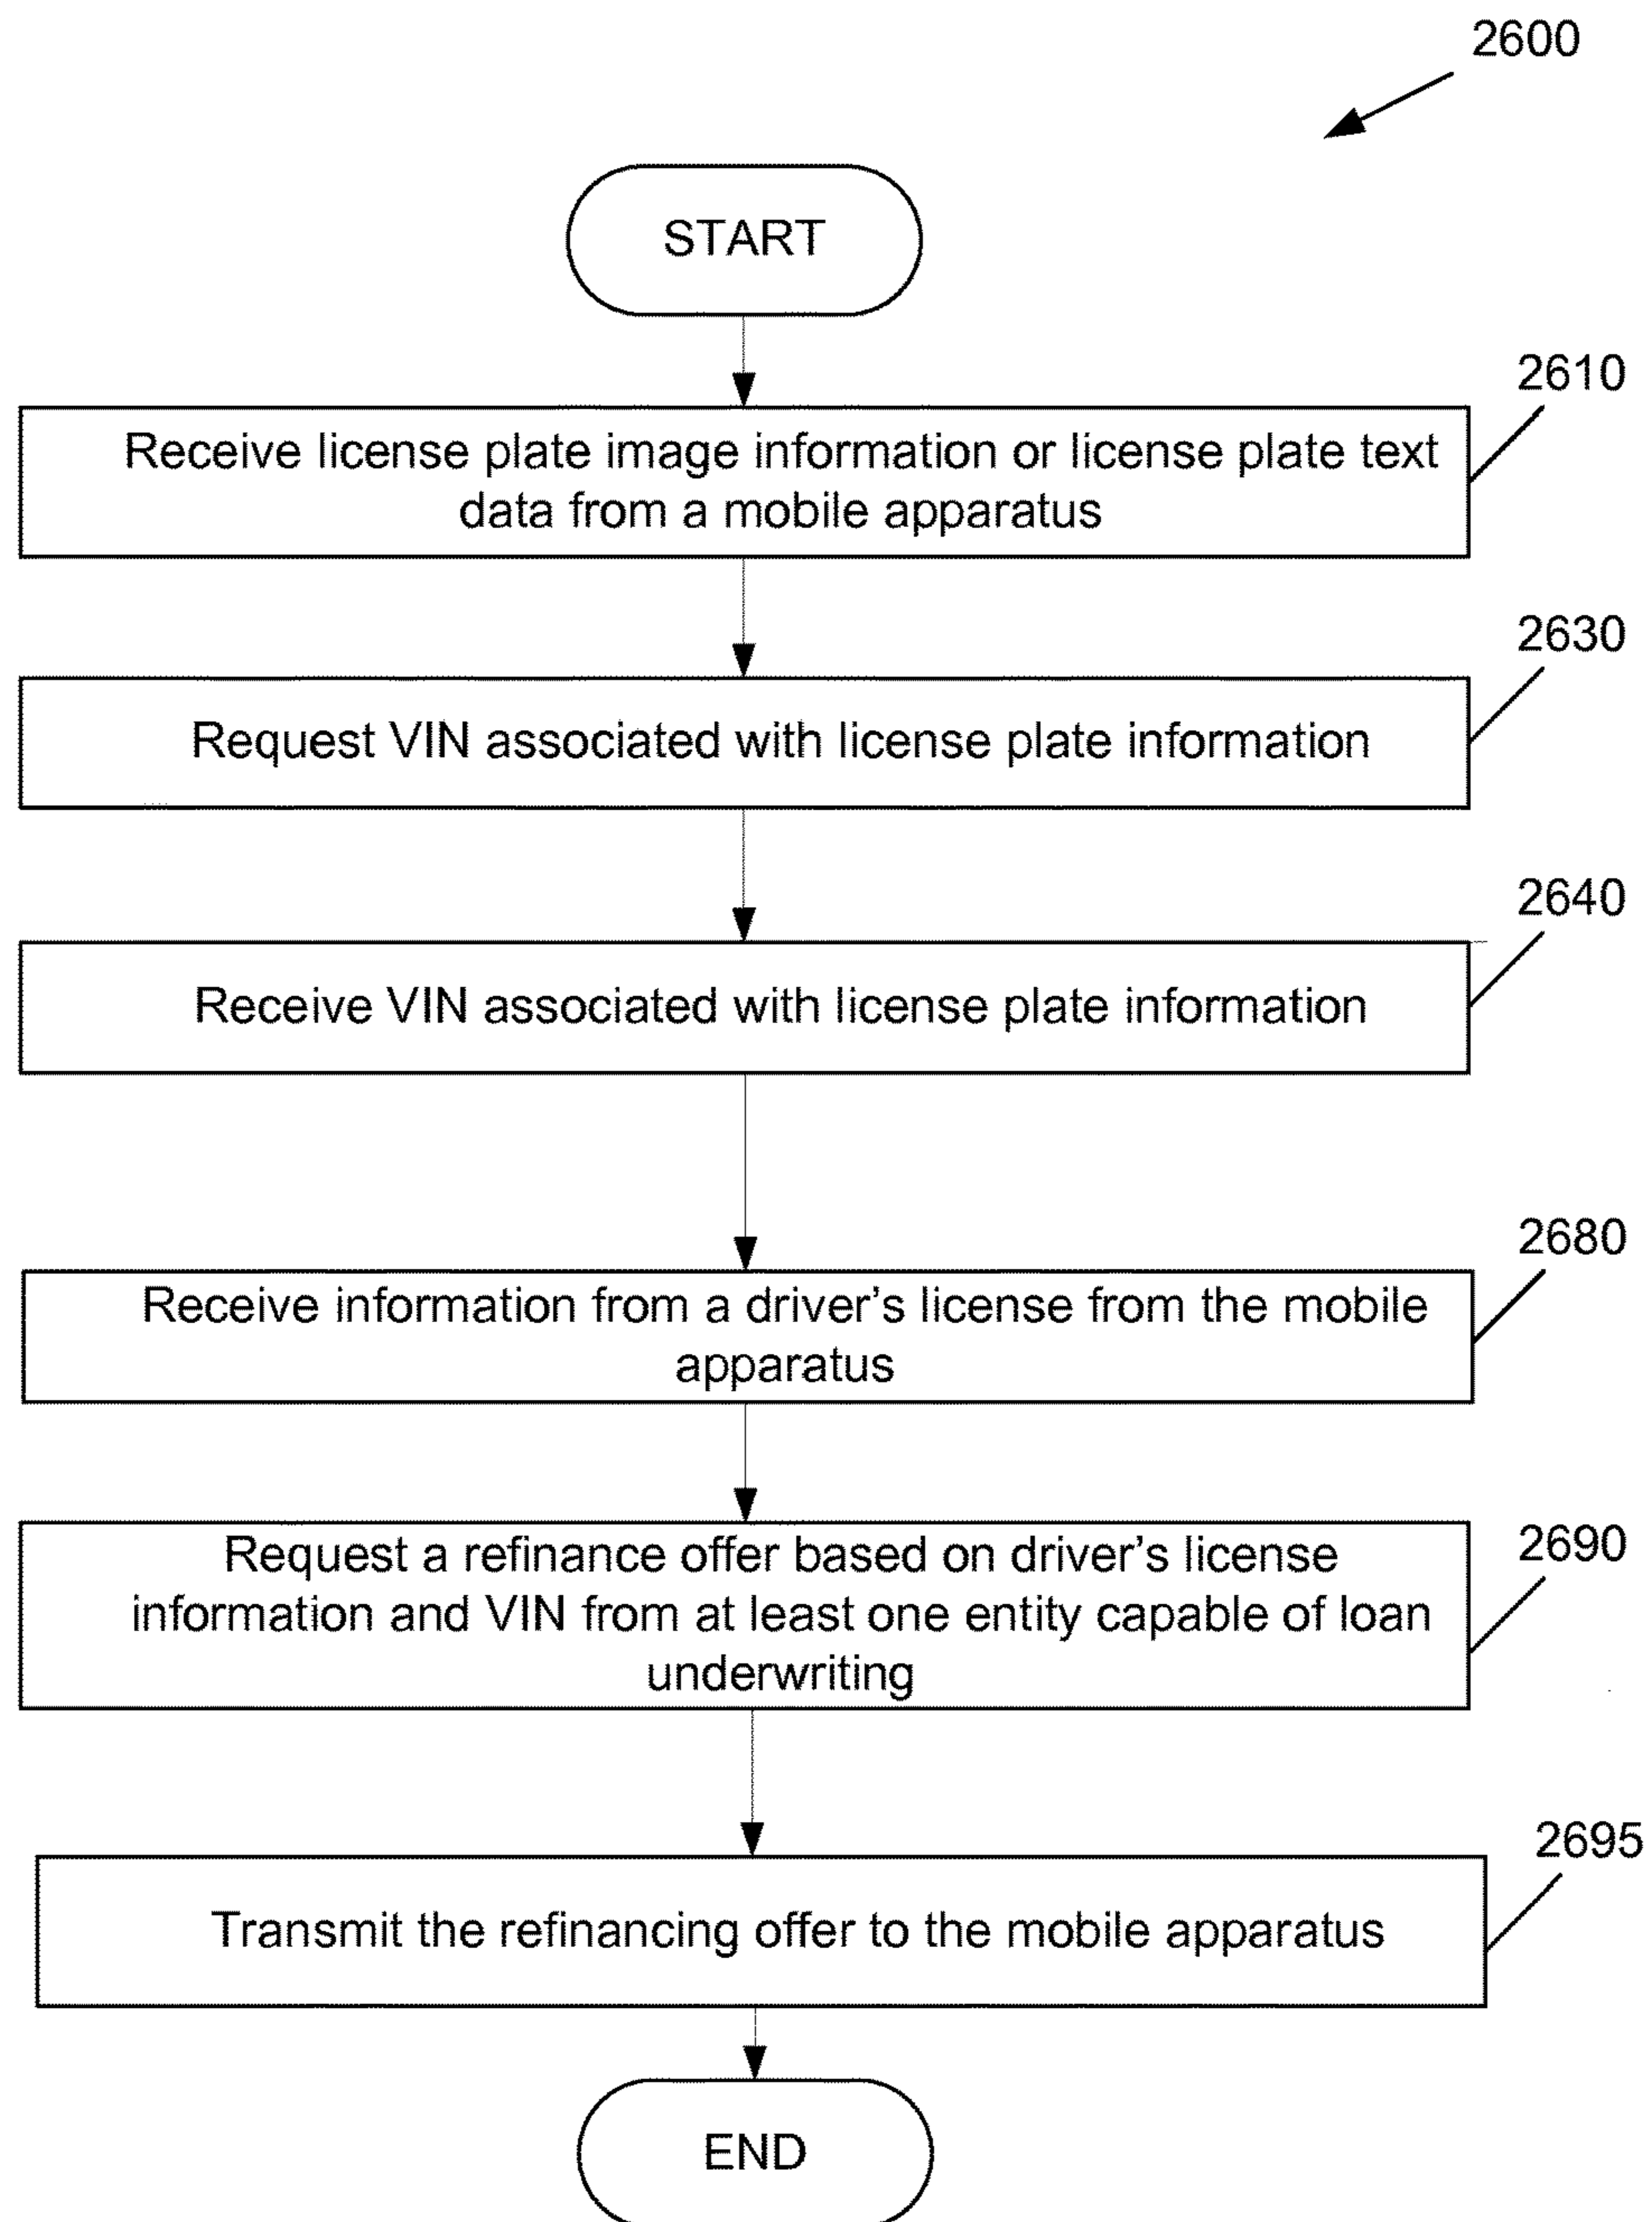 2600
START
2610
Receive license plate image information or license plate text
data from a mobile apparatus
2630
Request VIN associated with license plate information
2640
Receive VIN associated with license plate information
2680
Receive information from a driver's license from the mobile
apparatus
2690
Request a refinance offer based on driver's license
information and VIN from at least one entity capable of loan
underwriting
2695
Transmit the refinancing offer to the mobile apparatus
END